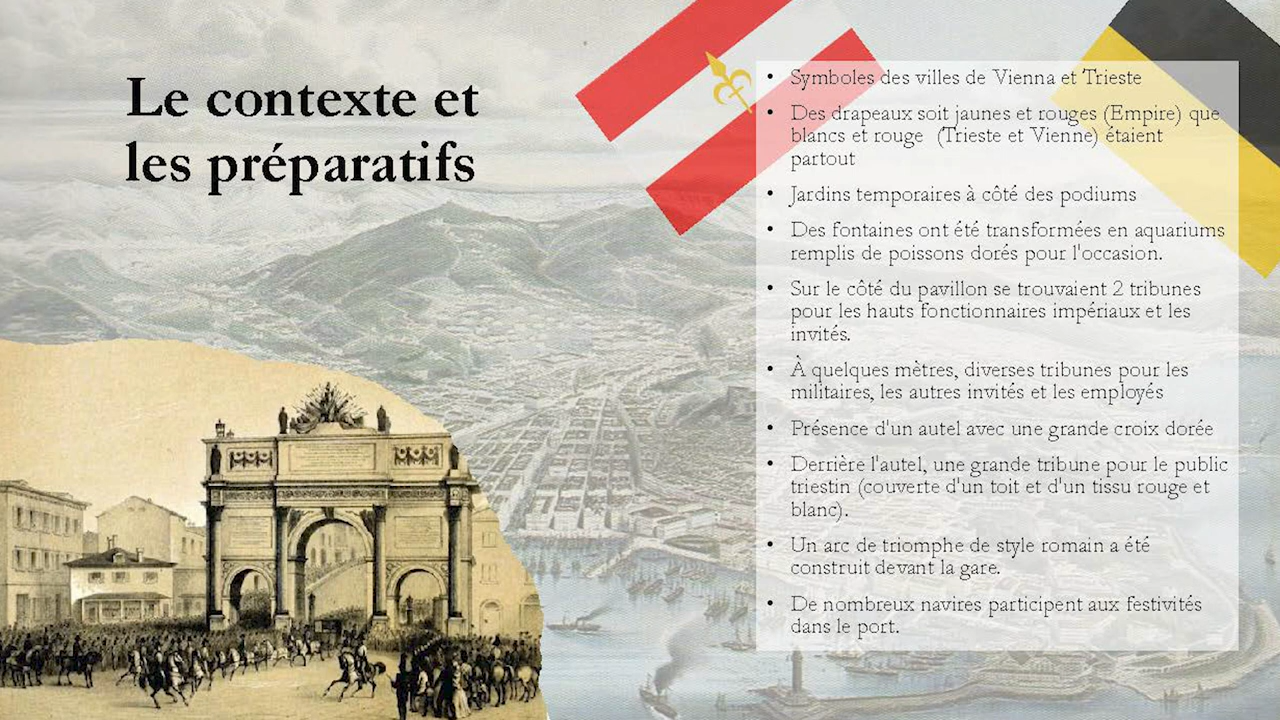 Le contexte et
les préparatifs
• Symboles des villes de Vienna et Trieste
• Des drapeaux soit jaunes et rouges (Empire) que
blancs et rouge (Trieste et Vienne) étaient
partout
• Jardins temporaires à côté des podiums
• Des fontaines ont été transformées en aquariums
remplis de poissons dorés pour l'occasion.
• Sur le côté du pavillon se trouvaient 2 tribunes
pour les hauts fonctionnaires impériaux et les
invités.
• À quelques mètres, diverses tribunes pour les
militaires, les autres invités et les employés
• Présence d'un autel avec une grande croix dorée
• Derrière l'autel, une grande tribune pour le public
triestin (couverte d'un toit et d'un tissu rouge et
blanc).
• Un arc de triomphe de style romain a été
construit devant la gare.
• De nombreux navires participent aux festivités
dans le port.